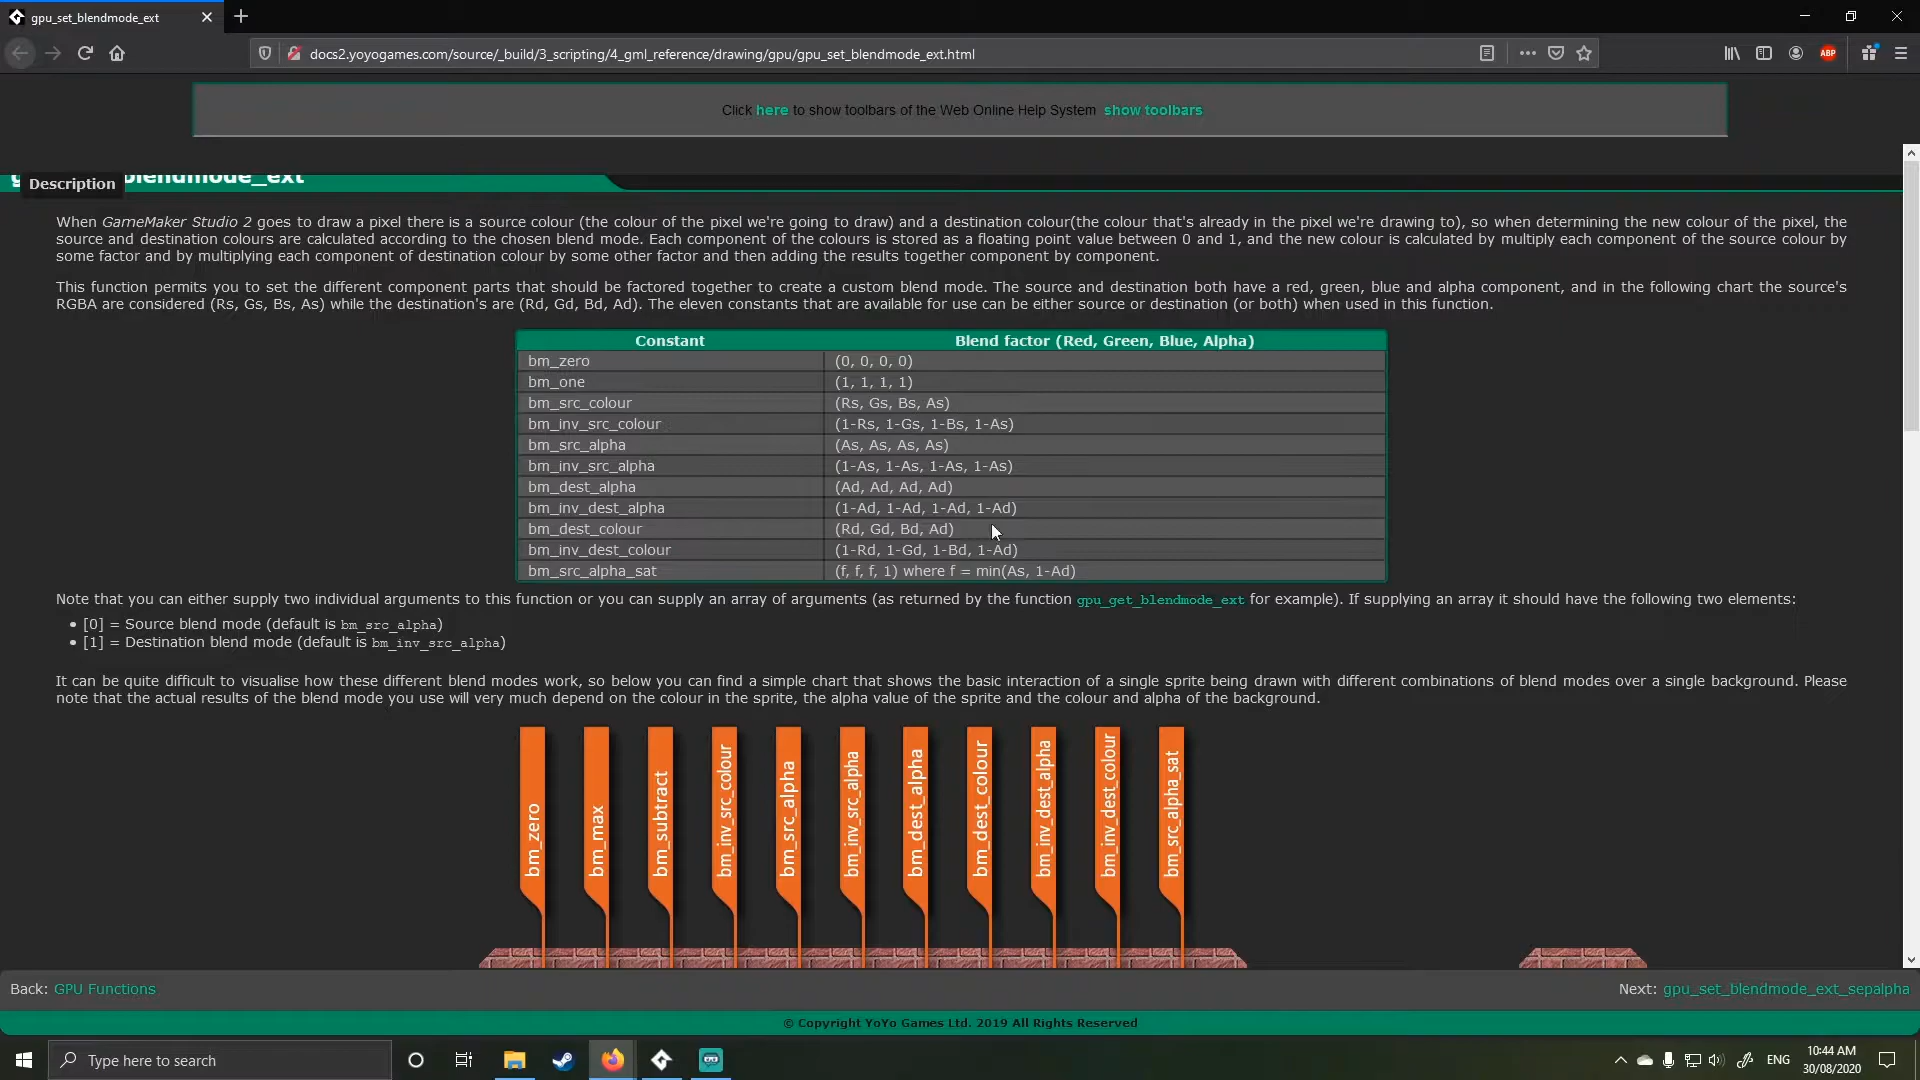 gpu_set_blendmode_ext
docs2.yoyogames.com/source/_build/3_scripting/4_gml_reference/drawing/gpu/gpu_set_blendmode_ext.html
ABP
Click here to show toolbars of the Web Online Help System show toolbars
Description
When GameMaker Studio 2 goes to draw a pixel there is a source colour (the colour of the pixel we're going to draw) and a destination colour(the colour that's already in the pixel we're drawing to), so when determining the new colour of the pixel, the
source and destination colours are calculated according to the chosen blend mode. Each component of the colours is stored as a floating point value between 0 and 1, and the new colour is calculated by multiply each component of the source colour by
some factor and by multiplying each component of destination colour by some other factor and then adding the results together component by component.
This function permits you to set the different component parts that should be factored together to create a custom blend mode. The source and destination both have a red, green, blue and alpha component, and in the following chart the source's
RGBA are considered (Rs, Gs, Bs, As) while the destination's are (Rd, Gd, Bd, Ad). The eleven constants that are available for use can be either source or destination (or both) when used in this function.
Constant Blend factor (Red, Green, Blue, Alpha)
bm_zero (0, 0, 0, 0)
bm_one (1, 1, 1, 1)
bm_src_colour (Rs, Gs, Bs, As)
bm_inv_src_colour (1-Rs, 1-Gs, 1-Bs, 1-As)
bm_src_alpha (As, As, As, As)
bm_inv_src_alpha (1-As, 1-As, 1-As, 1-As)
bm_dest_alpha (Ad, Ad, Ad, Ad)
bm_inv_dest_alpha (1-Ad, 1-Ad, 1-Ad, 1-Ad)
bm_dest_colour (Rd, Gd, Bd, Ad)
bm_inv_dest_colour (1-Rd, 1-Gd, 1-Bd, 1-Ad)
bm_src_alpha_sat (f, f, f, 1) where f = min(As, 1-Ad)
Note that you can either supply two individual arguments to this function or you can supply an array of arguments (as returned by the function gpu_get_blendmode_ext for example). If supplying an array it should have the following two elements:
• [0] = Source blend mode (default is bm_src_alpha)
• [1] = Destination blend mode (default is bm_inv_src_alpha)
It can be quite difficult to visualise how these different blend modes work, so below you can find a simple chart that shows the basic interaction of a single sprite being drawn with different combinations of blend modes over a single background. Please
note that the actual results of the blend mode you use will very much depend on the colour in the sprite, the alpha value of the sprite and the colour and alpha of the background.
bm_zero
bm_max
bm_subtract
bm_inv_src_colour
bm_src_alpha
bm_inv_src_alpha
bm_dest_alpha
bm_dest_colour
bm_inv_dest_alpha
bm_inv_dest_colour
bm_src_alpha_sat
Back: GPU Functions
Next: gpu_set_blendmode_ext_sepalpha
© Copyright YoYo Games Ltd. 2019 All Rights Reserved
Type here to search
ENG
10:44 AM
30/08/2020